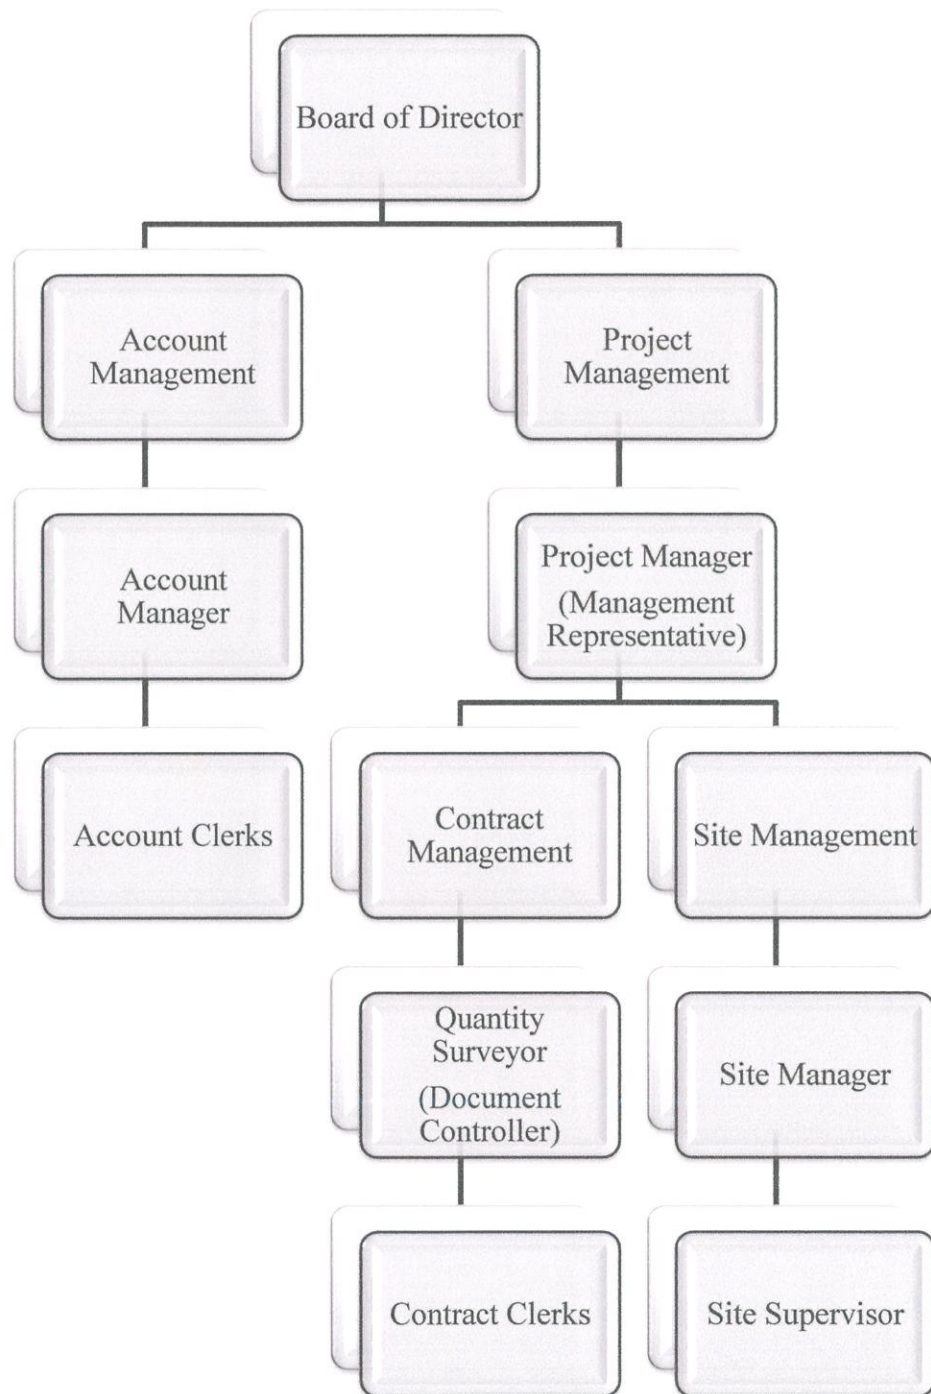 Board of Director
Account
Management
Project
Management
Account
Manager
Project Manager
(Management
Representative)
Account Clerks
Contract
Management
Site Management
Quantity
Surveyor
(Document
Controller)
Site Manager
Contract Clerks
Site Supervisor